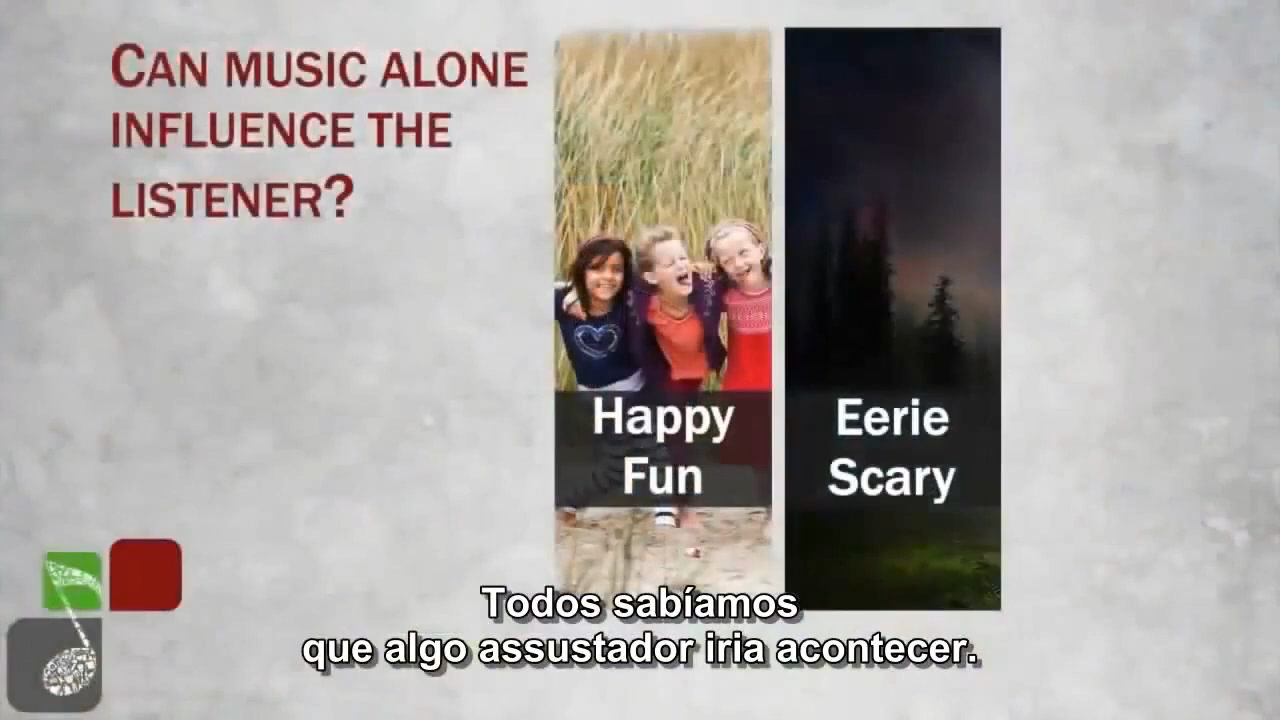 CAN MUSIC ALONE
INFLUENCE THE
LISTENER?
Happy
Fun
Eerie
Scary
Todos sabíamos
que algo assustador iria acontecer.